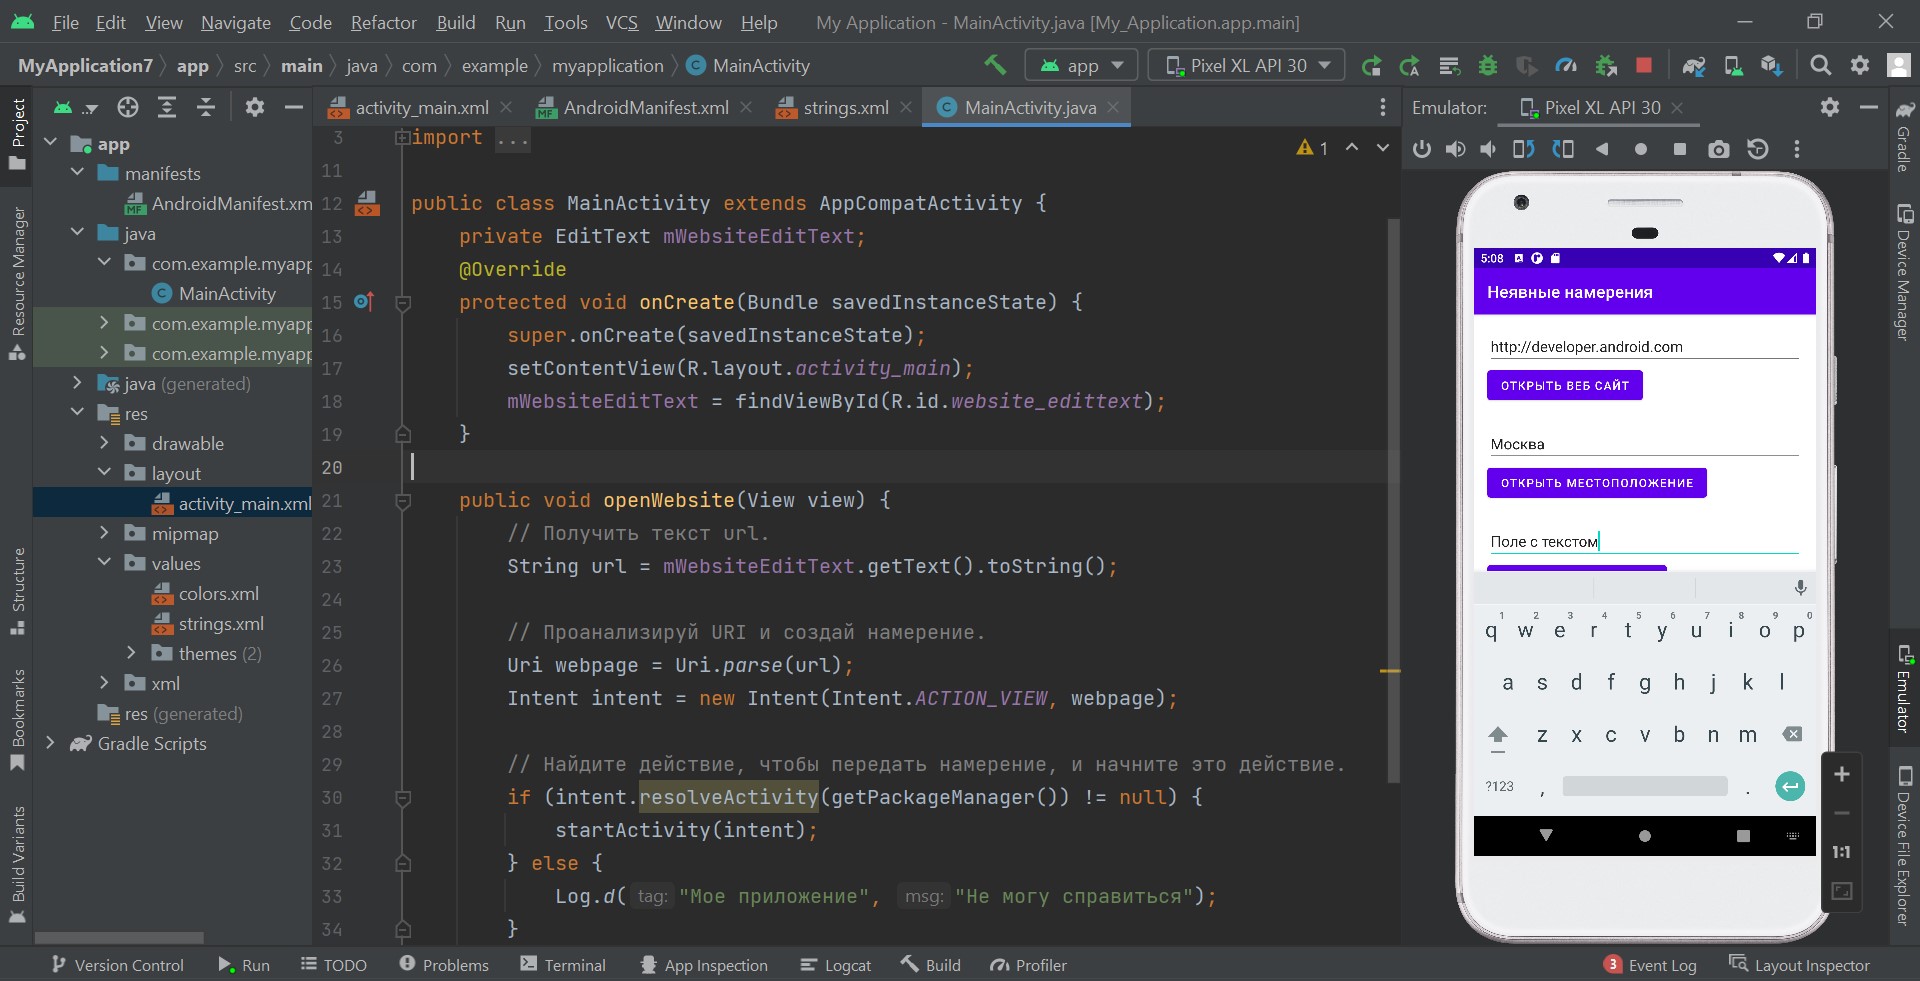 File Edit View Navigate Code Refactor Build Run Tools VCS Window Help My Application - MainActivity.java [My_Application.app.main]
MyApplication7 app src main java com example myapplication MainActivity app Pixel XL API 30
Project
Resource Manager
Structure
Bookmarks
Build Variants
app
manifests
AndroidManifest.xm
java
com.example.myapp
MainActivity
com.example.myapp
com.example.myapp
java (generated)
res
drawable
layout
activity_main.xml
mipmap
values
colors.xml
strings.xml
themes (2)
xml
res (generated)
Gradle Scripts
activity_main.xml AndroidManifest.xml strings.xml MainActivity.java
1
3 import ...
11
12 public class MainActivity extends AppCompatActivity {
13 private EditText mWebsiteEditText;
14 @Override
15 protected void onCreate(Bundle savedInstanceState) {
16 super.onCreate(savedInstanceState);
17 setContentView(R.layout.activity_main);
18 mWebsiteEditText = findViewById(R.id.website_edittext);
19 }
20
21 public void openWebsite(View view) {
22 // Получить текст url.
23 String url = mWebsiteEditText.getText().toString();
24
25 // Проанализируй URI и создай намерение.
26 Uri webpage = Uri.parse(url);
27 Intent intent = new Intent(Intent.ACTION_VIEW, webpage);
28
29 // Найдите действие, чтобы передать намерение, и начните это действие.
30 if (intent.resolveActivity(getPackageManager()) != null) {
31 startActivity(intent);
32 } else {
33 Log.d( tag: "Мое приложение", msg: "Не могу справиться");
34 }
Emulator: Pixel XL API 30
5:08
Неявные намерения
http://developer.android.com
ОТКРЫТЬ ВЕБ САЙТ
Москва
ОТКРЫТЬ МЕСТОПОЛОЖЕНИЕ
Поле с текстом
1 2 3 4 5 6 7 8 9 0
q w e r t y u i o p
a s d f g h j k l
z x c v b n m
?123 , .
1:1
Gradle
Device Manager
Emulator
Device File Explorer
Version Control Run TODO Problems Terminal App Inspection Logcat Build Profiler 3 Event Log Layout Inspector